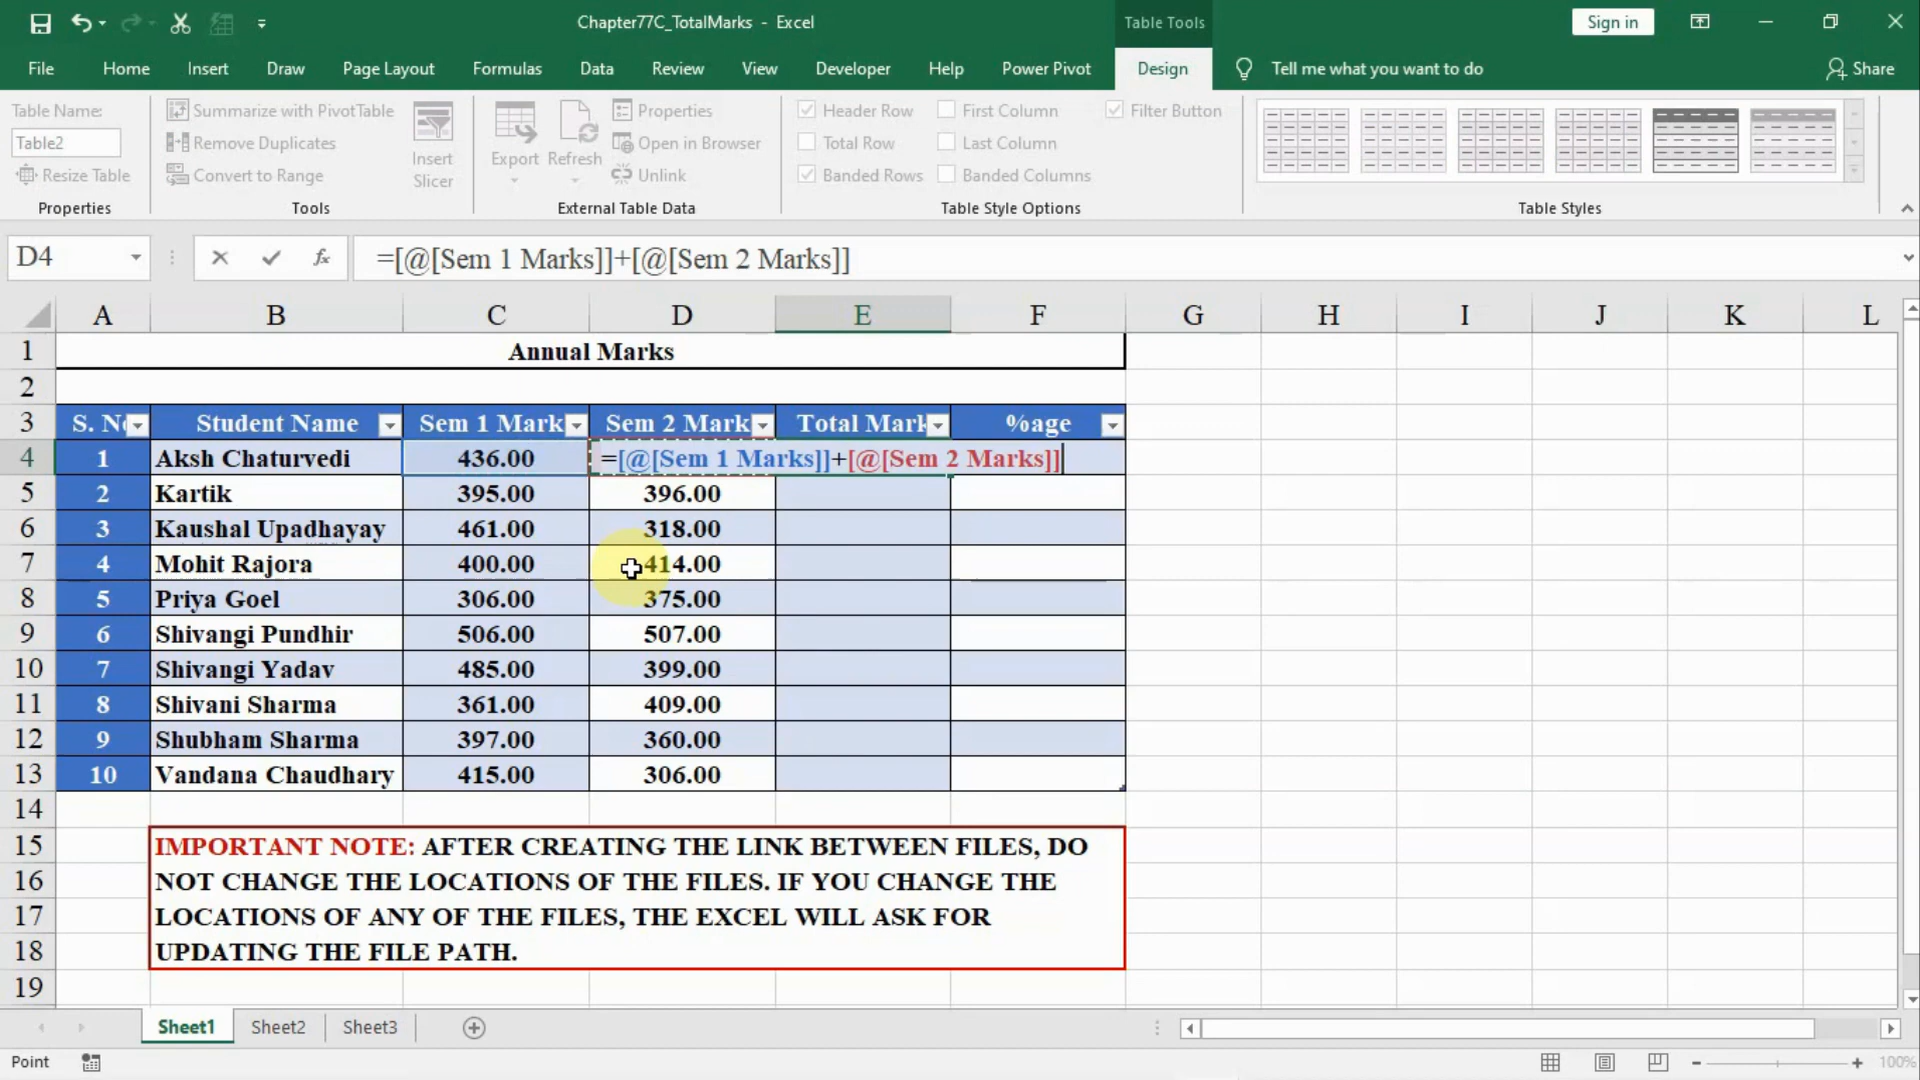 Chapter77C_TotalMarks - Excel
Table Tools
Sign in
File Home Insert Draw Page Layout Formulas Data Review View Developer Help Power Pivot Design Tell me what you want to do Share
Table Name:
Table2
Resize Table
Properties
Summarize with PivotTable
Remove Duplicates
Convert to Range
Insert Slicer
Tools
Export
Refresh
Properties
Open in Browser
Unlink
External Table Data
Header Row
Total Row
Banded Rows
First Column
Last Column
Banded Columns
Filter Button
Table Style Options
Table Styles
D4 fx =[@[Sem 1 Marks]]+[@[Sem 2 Marks]]
A B C D E F G H I J K L
1 Annual Marks
2
3 S. N Student Name Sem 1 Mark Sem 2 Mark Total Mark %age
4 1 Aksh Chaturvedi 436.00 =[@[Sem 1 Marks]]+[@[Sem 2 Marks]]
5 2 Kartik 395.00 396.00
6 3 Kaushal Upadhayay 461.00 318.00
7 4 Mohit Rajora 400.00 414.00
8 5 Priya Goel 306.00 375.00
9 6 Shivangi Pundhir 506.00 507.00
10 7 Shivangi Yadav 485.00 399.00
11 8 Shivani Sharma 361.00 409.00
12 9 Shubham Sharma 397.00 360.00
13 10 Vandana Chaudhary 415.00 306.00
14
15 IMPORTANT NOTE: AFTER CREATING THE LINK BETWEEN FILES, DO
16 NOT CHANGE THE LOCATIONS OF THE FILES. IF YOU CHANGE THE
17 LOCATIONS OF ANY OF THE FILES, THE EXCEL WILL ASK FOR
18 UPDATING THE FILE PATH.
19
Sheet1 Sheet2 Sheet3
Point 100%